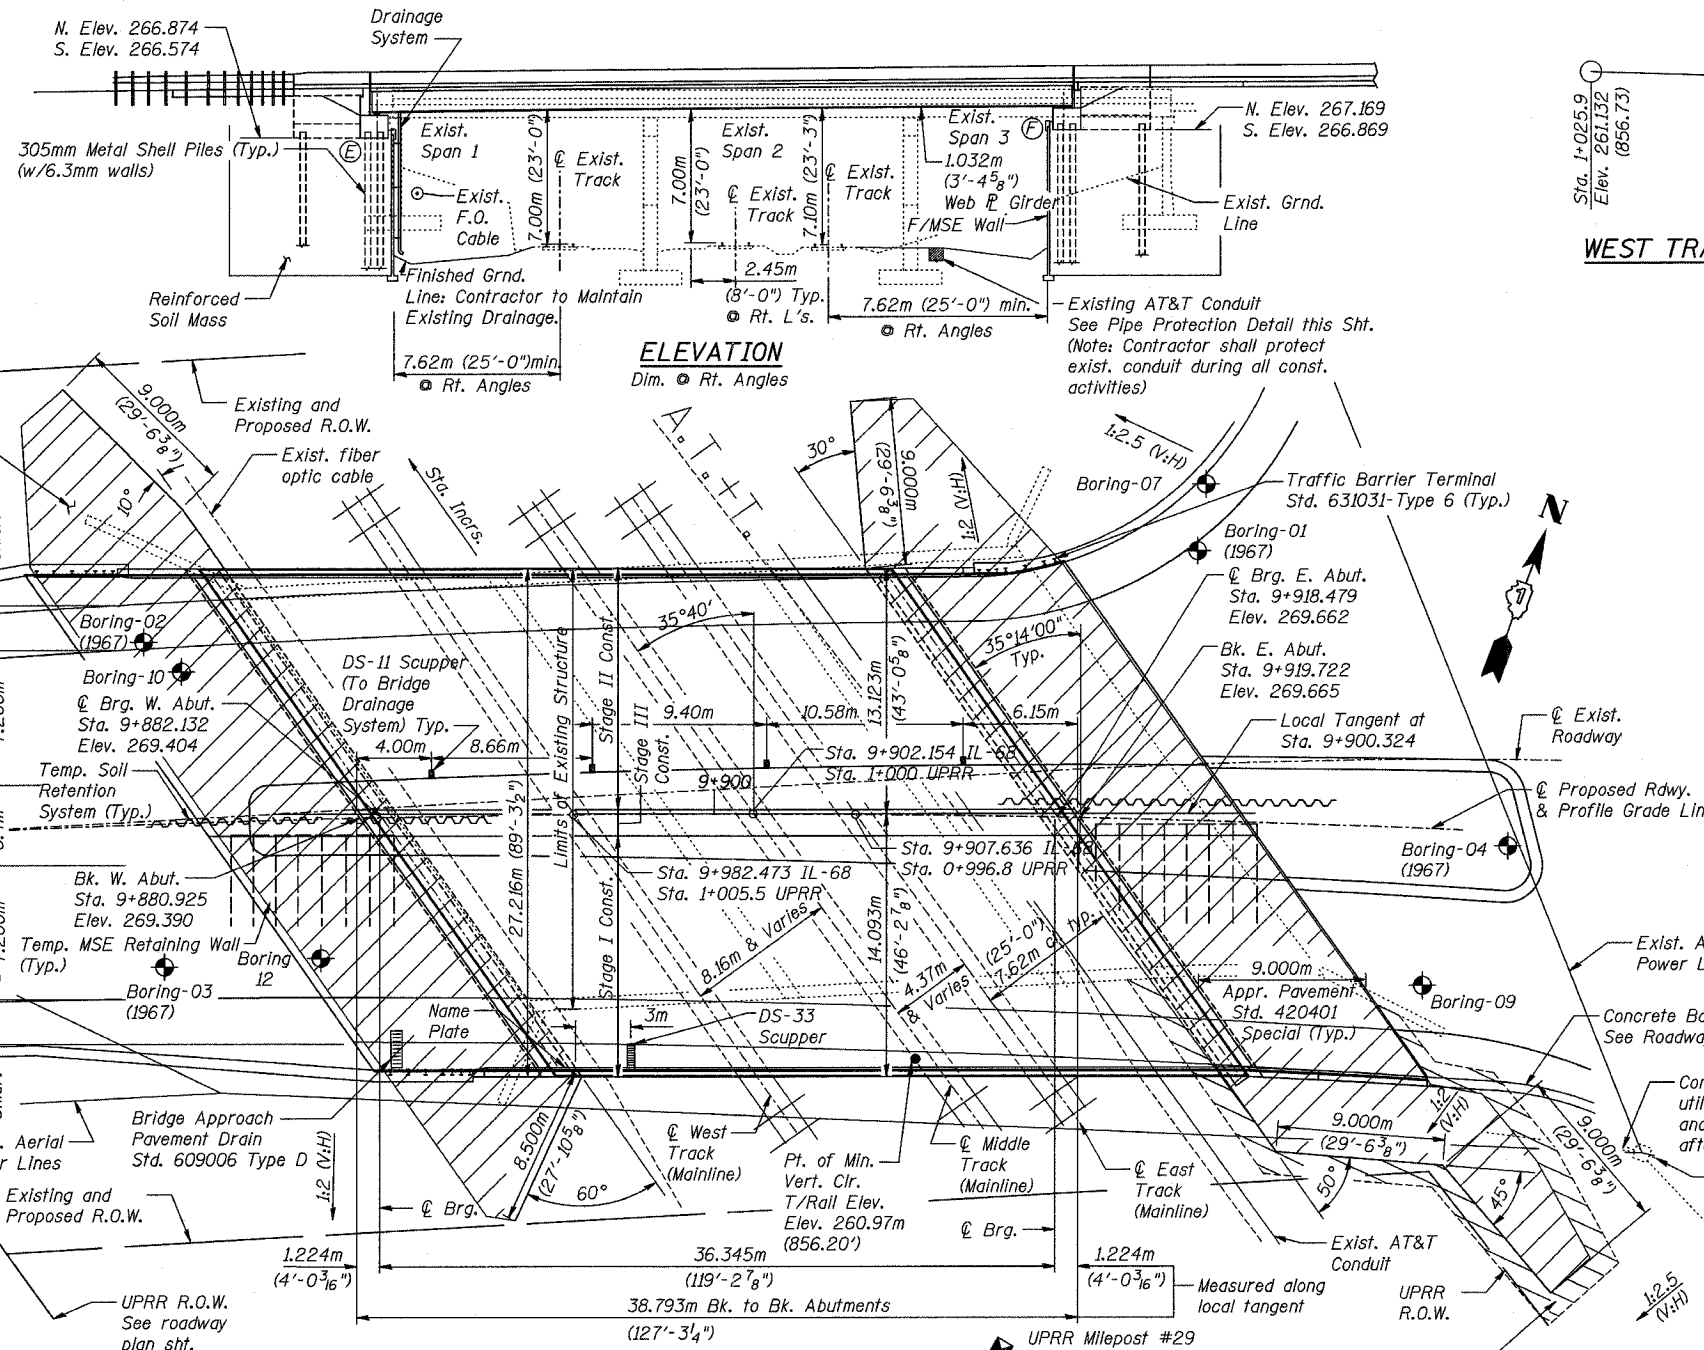 N. Elev. 266.874
S. Elev. 266.574
Drainage
System
305mm Metal Shell Piles (Typ.)
(w/6.3mm walls)
E
Exist.
Span 1
7.00m (23'-0")
℄ Exist.
Track
Exist.
F.O.
Cable
7.00m
(23'-0")
Exist.
Span 2
℄ Exist.
Track
7.10m (23'-3")
℄ Exist.
Track
Exist.
Span 3
1.032m
(3'-4⅝")
Web ℙ Girder
F/MSE Wall
F
N. Elev. 267.169
S. Elev. 266.869
Exist. Grnd.
Line
Sta. 1+025.9
Elev. 261.132
(856.73)
WEST TRA
Reinforced
Soil Mass
Finished Grnd.
Line: Contractor to Maintain
Existing Drainage.
7.62m (25'-0")min.
@ Rt. Angles
2.45m
(8'-0") Typ.
@ Rt. L's.
7.62m (25'-0") min.
@ Rt. Angles
ELEVATION
Dim. @ Rt. Angles
Existing AT&T Conduit
See Pipe Protection Detail this Sht.
(Note: Contractor shall protect
exist. conduit during all const.
activities)
9.000m
(29'-6⅜")
Existing and
Proposed R.O.W.
Exist. fiber
optic cable
10°
Sta. Incrs.
A.T.T.
30°
9.000m
(29'-6⅜")
1:2 (V:H)
1:2.5 (V:H)
Boring-07
Traffic Barrier Terminal
Std. 631031-Type 6 (Typ.)
N
Boring-01
(1967)
℄ Brg. E. Abut.
Sta. 9+918.479
Elev. 269.662
Bk. E. Abut.
Sta. 9+919.722
Elev. 269.665
Local Tangent at
Sta. 9+900.324
℄ Exist.
Roadway
℄ Proposed Rdwy.
& Profile Grade Lin
Boring-02
(1967)
Boring-10
℄ Brg. W. Abut.
Sta. 9+882.132
Elev. 269.404
Temp. Soil
Retention
System (Typ.)
DS-11 Scupper
(To Bridge
Drainage
System) Typ.
4.00m
8.66m
Limits of Existing Structure
Stage II Const.
Stage III
Const.
35°40'
9.40m
10.58m
13.123m
(43'-0⅝")
35°14'00"
Typ.
6.15m
Sta. 9+902.154 IL-68
Sta. 1+000 UPRR
9+900
Sta. 9+907.636 IL-68
Sta. 0+996.8 UPRR
Sta. 9+982.473 IL-68
Sta. 1+005.5 UPRR
27.216m (89'-3½")
Stage I Const.
Bk. W. Abut.
Sta. 9+880.925
Elev. 269.390
Temp. MSE Retaining Wall
(Typ.)
Boring
12
Boring-03
(1967)
Name
Plate
3m
DS-33
Scupper
8.16m & Varies
14.093m
(46'-2⅞")
4.37m
& Varies
(25'-0")
7.62m cl. typ.
9.000m
Appr. Pavement
Std. 420401
Special (Typ.)
Boring-04
(1967)
Boring-09
Exist. A
Power L
Concrete Ba
See Roadwa
Con
util
and
aft
. Aerial
r Lines
Bridge Approach
Pavement Drain
Std. 609006 Type D
Existing and
Proposed R.O.W.
1:2 (V:H)
℄ Brg.
8.500m
(27'-10⅝")
60°
℄ West
Track
(Mainline)
Pt. of Min.
Vert. Clr.
T/Rail Elev.
Elev. 260.97m
(856.20')
℄ Middle
Track
(Mainline)
℄ Brg.
℄ East
Track
(Mainline)
9.000m
(29'-6⅜")
1:2
(V:H)
50°
45°
9.000m
(29'-6⅜")
Exist. AT&T
Conduit
UPRR
R.O.W.
1:2.5
(V:H)
1.224m
(4'-0³⁄₁₆")
36.345m
(119'-2⅞")
1.224m
(4'-0³⁄₁₆")
Measured along
local tangent
38.793m Bk. to Bk. Abutments
(127'-3¼")
UPRR R.O.W.
See roadway
plan sht.
UPRR Milepost #29